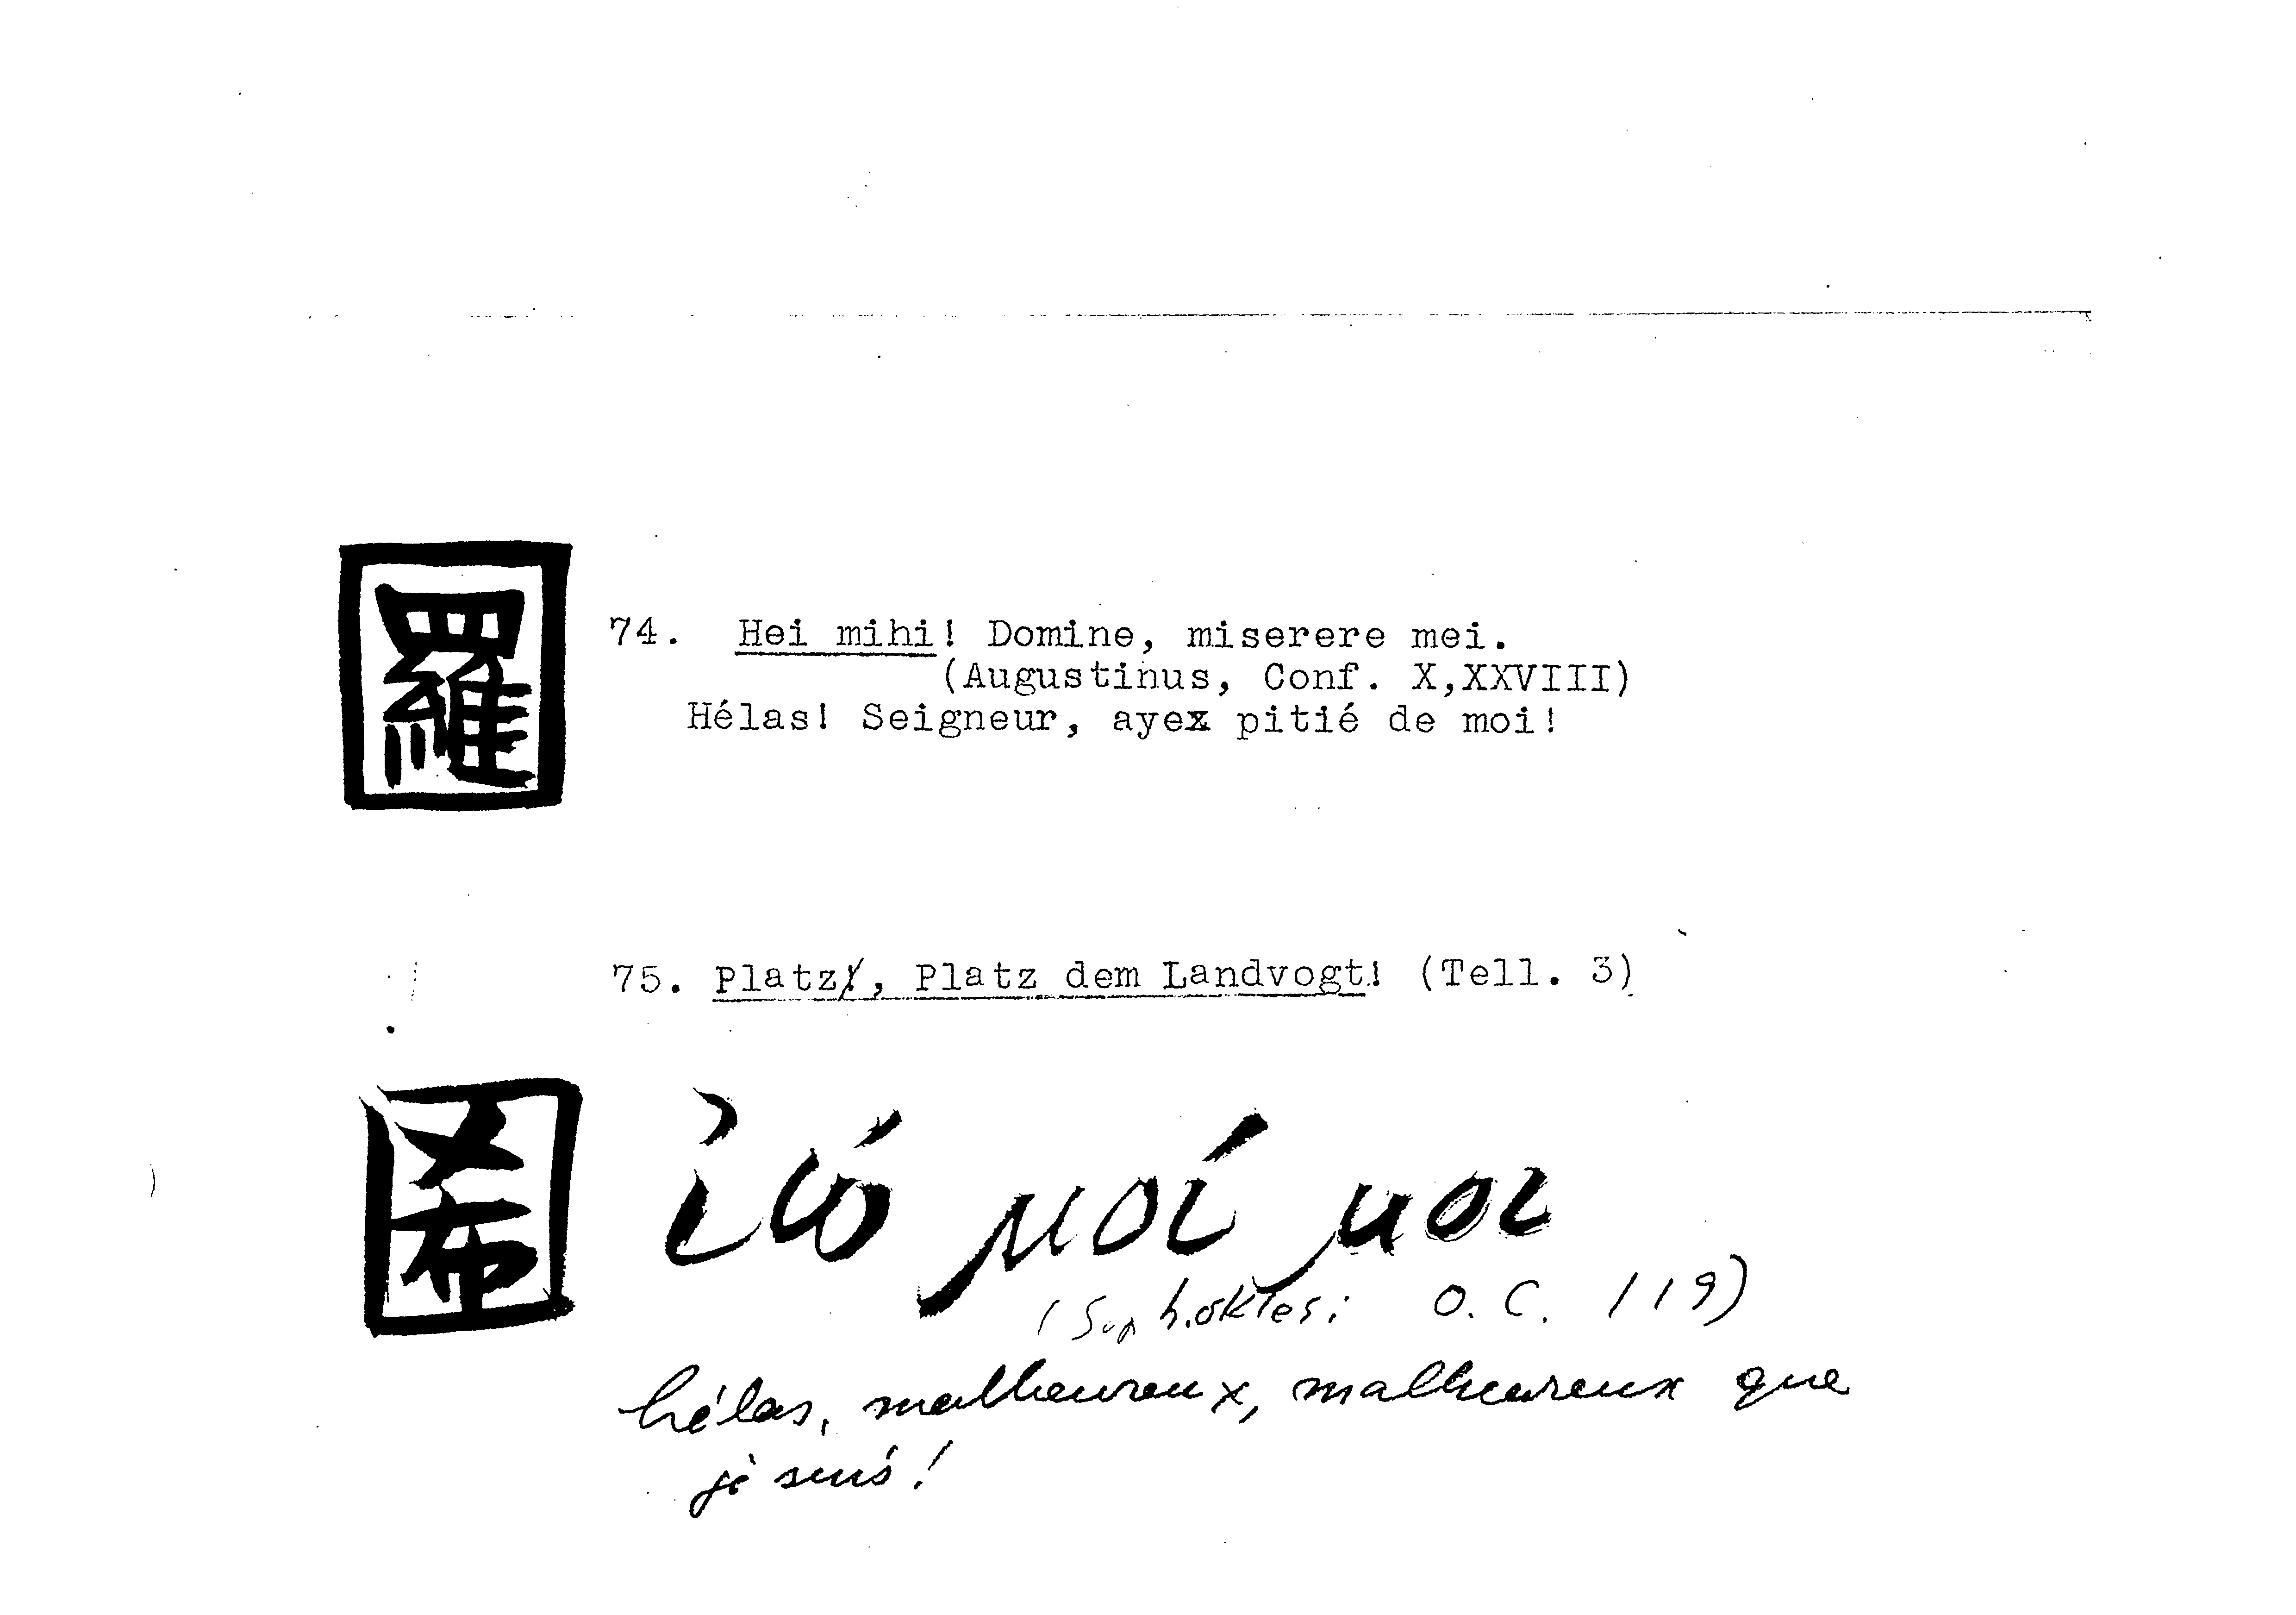 羅
74. Hei mihi! Domine, miserere mei.
(Augustinus, Conf. X,XXVIII)
Hélas! Seigneur, ayex pitié de moi!
75. Platz, Platz dem Landvogt! (Tell. 3)
希
ἰώ μοί μοι
(Sophokles: O. C. 119)
hélas, malheureux, malheureux que
je suis!